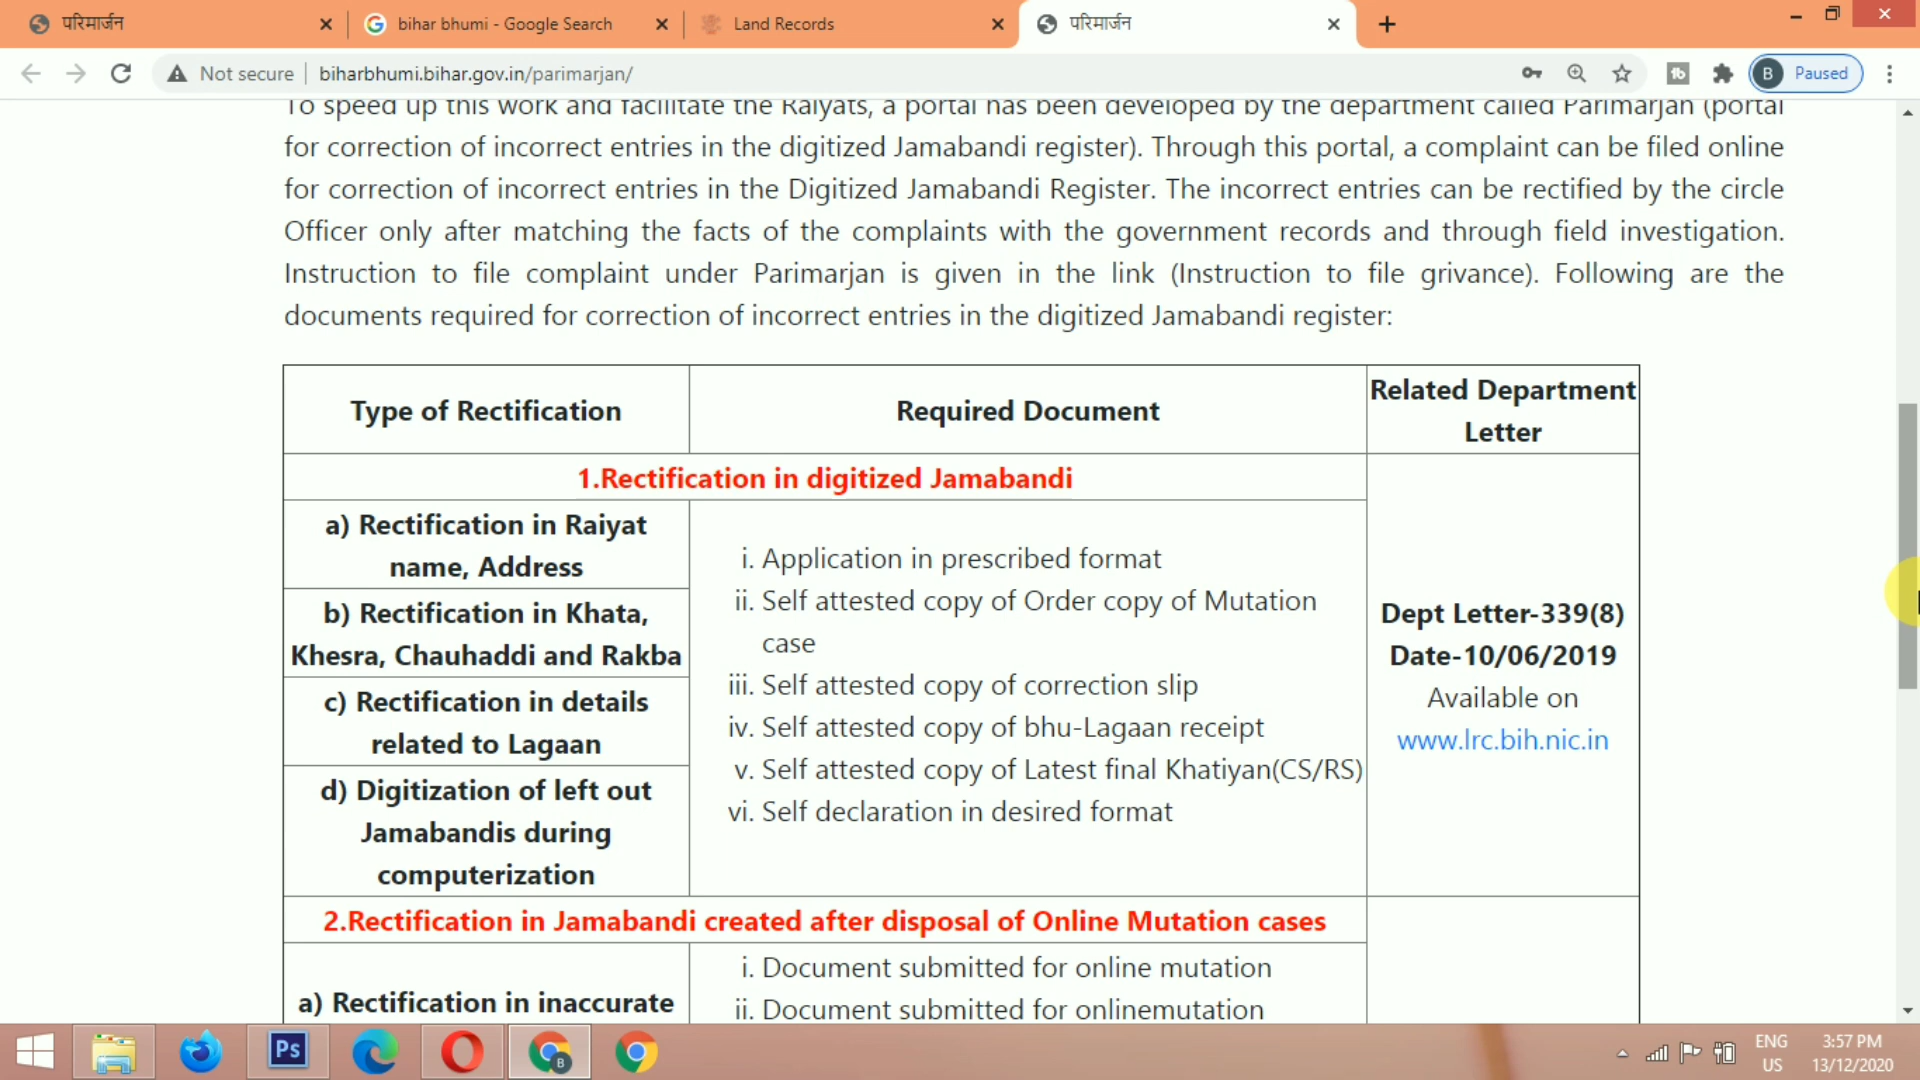 परिमार्जन
bihar bhumi - Google Search
Land Records
परिमार्जन
Not secure
biharbhumi.bihar.gov.in/parimarjan/
B Paused
To speed up this work and facilitate the Raiyats, a portal has been developed by the department called Parimarjan (portal
for correction of incorrect entries in the digitized Jamabandi register). Through this portal, a complaint can be filed online
for correction of incorrect entries in the Digitized Jamabandi Register. The incorrect entries can be rectified by the circle
Officer only after matching the facts of the complaints with the government records and through field investigation.
Instruction to file complaint under Parimarjan is given in the link (Instruction to file grivance). Following are the
documents required for correction of incorrect entries in the digitized Jamabandi register:
Type of Rectification
Required Document
Related Department
Letter
1.Rectification in digitized Jamabandi
a) Rectification in Raiyat
name, Address
b) Rectification in Khata,
Khesra, Chauhaddi and Rakba
c) Rectification in details
related to Lagaan
d) Digitization of left out
Jamabandis during
computerization
i. Application in prescribed format
ii. Self attested copy of Order copy of Mutation
case
iii. Self attested copy of correction slip
iv. Self attested copy of bhu-Lagaan receipt
v. Self attested copy of Latest final Khatiyan(CS/RS)
vi. Self declaration in desired format
Dept Letter-339(8)
Date-10/06/2019
Available on
www.lrc.bih.nic.in
2.Rectification in Jamabandi created after disposal of Online Mutation cases
a) Rectification in inaccurate
i. Document submitted for online mutation
ii. Document submitted for onlinemutation
Ps
B
ENG
US
3:57 PM
13/12/2020